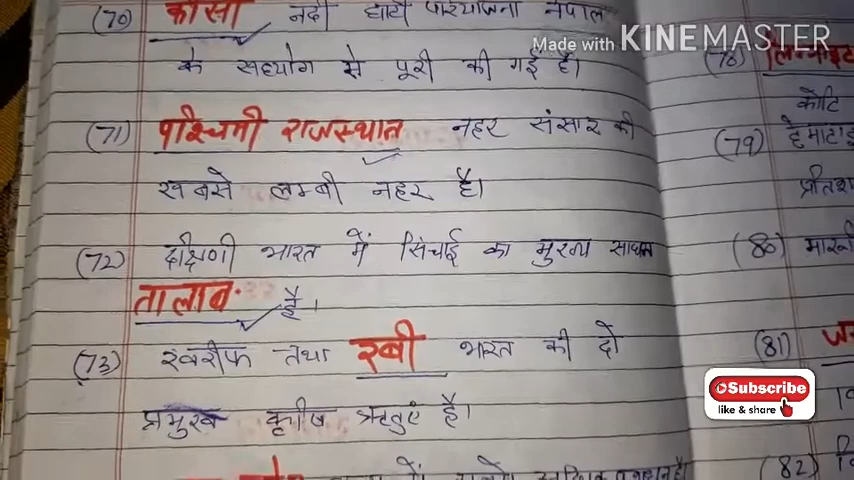 (70) कोसी नदी घाटी परियोजना नेपाल
के सहयोग से पूरी की गई है।
(71) पश्चिमी राजस्थान नहर संसार की
सबसे लम्बी नहर है।
(72) दक्षिणी भारत में सिंचाई का मुख्य साधन
तालाब है।
(73) खरीफ तथा रबी भारत की दो
प्रमुख कृषि ऋतुएं है।
Made with KINEMASTER
(78) लिग्नाइट
कोटि
(79) हेमाटाइ
प्रतिश
(80)
(81)
(82)
Subscribe
like & share